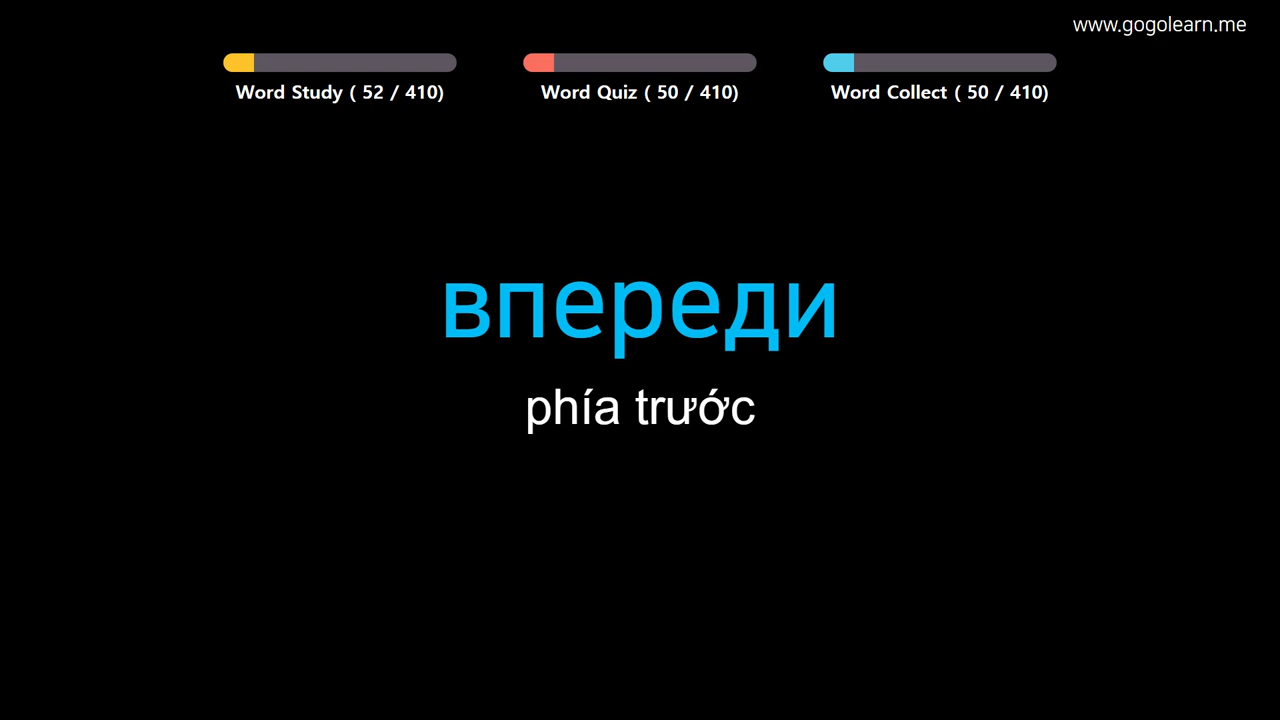 www.gogolearn.me
Word Study ( 52 / 410)
Word Quiz ( 50 / 410)
Word Collect ( 50 / 410)
впереди
phía trước